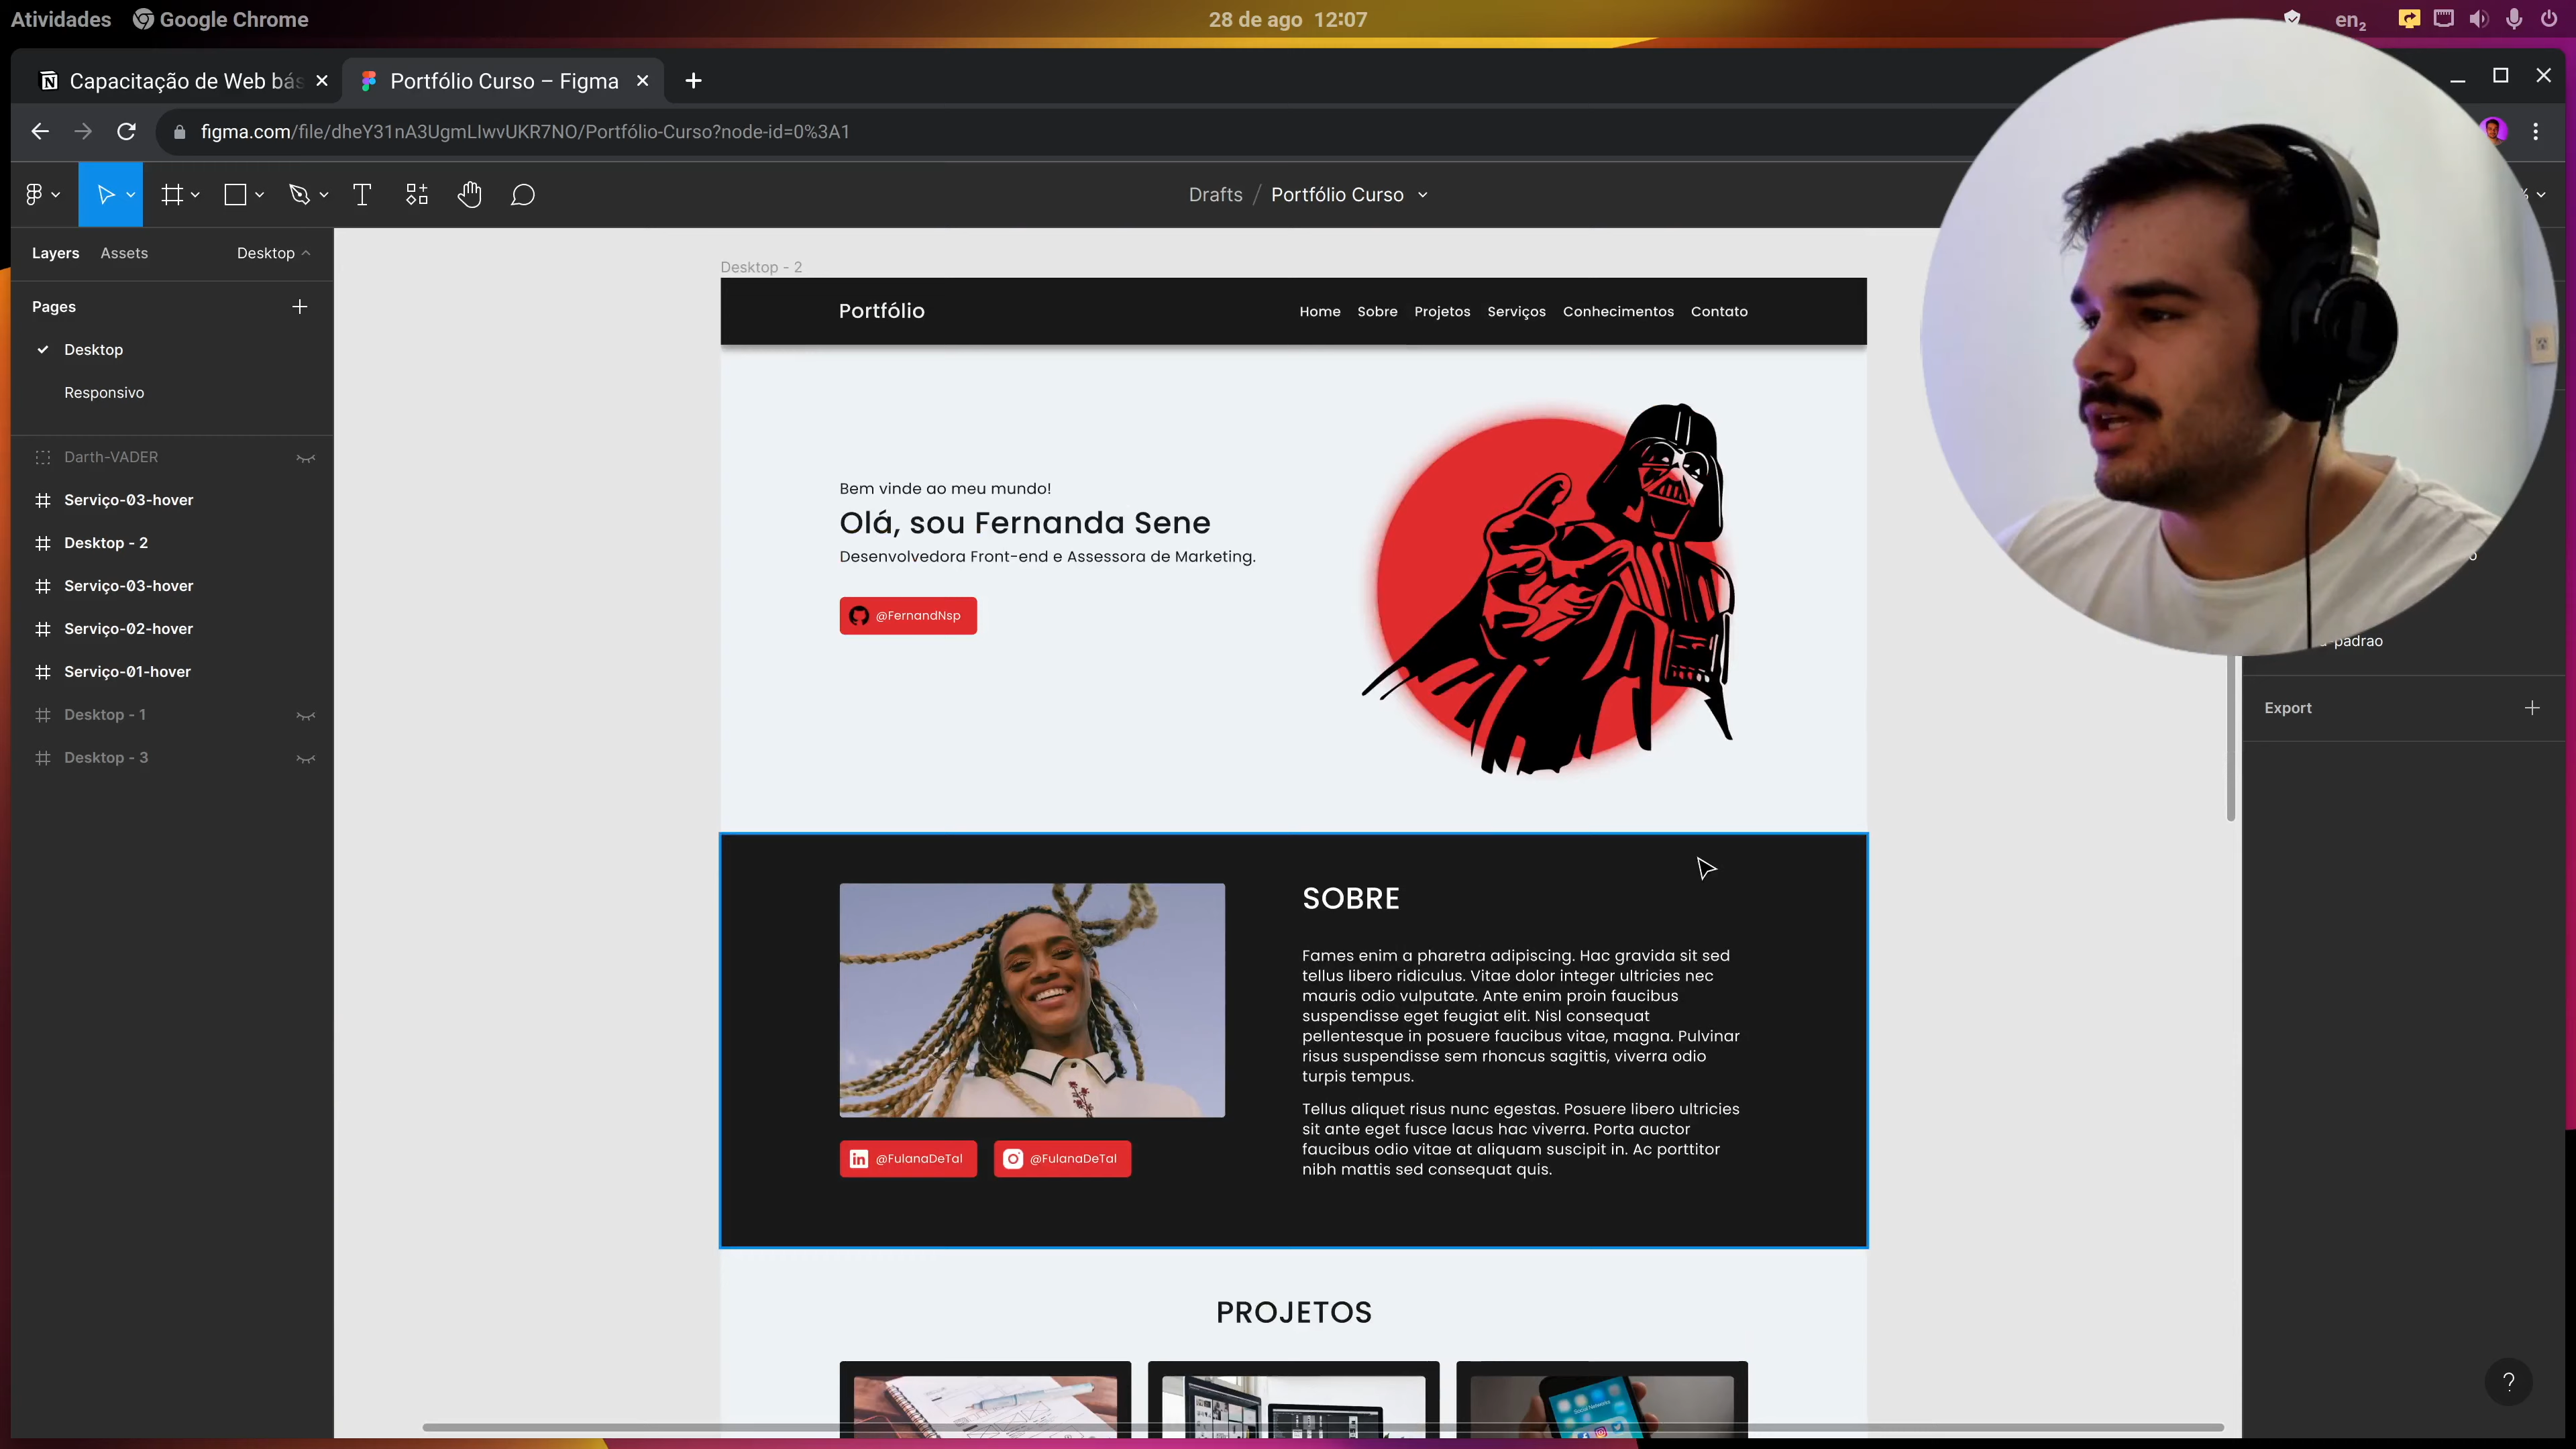 Atividades
Google Chrome
28 de ago 12:07
en2
Capacitação de Web bás
Portfólio Curso – Figma
figma.com/file/dheY31nA3UgmLIwvUKR7NO/Portfólio-Curso?node-id=0%3A1
Drafts / Portfólio Curso
Layers
Assets
Desktop
Pages
Desktop
Responsivo
Darth-VADER
Serviço-03-hover
Desktop - 2
Serviço-03-hover
Serviço-02-hover
Serviço-01-hover
Desktop - 1
Desktop - 3
Desktop - 2
Portfólio
Home Sobre Projetos Serviços Conhecimentos Contato
Bem vinde ao meu mundo!
Olá, sou Fernanda Sene
Desenvolvedora Front-end e Assessora de Marketing.
@FernandNsp
SOBRE
Fames enim a pharetra adipiscing. Hac gravida sit sed
tellus libero ridiculus. Vitae dolor integer ultricies nec
mauris odio vulputate. Ante enim proin faucibus
suspendisse eget feugiat elit. Nisl consequat
pellentesque in posuere faucibus vitae, magna. Pulvinar
risus suspendisse sem rhoncus sagittis, viverra odio
turpis tempus.
Tellus aliquet risus nunc egestas. Posuere libero ultricies
sit ante eget fusce lacus hac viverra. Porta auctor
faucibus odio vitae at aliquam suscipit in. Ac porttitor
nibh mattis sed consequat quis.
in @FulanaDeTal
@FulanaDeTal
PROJETOS
padrao
Export
?